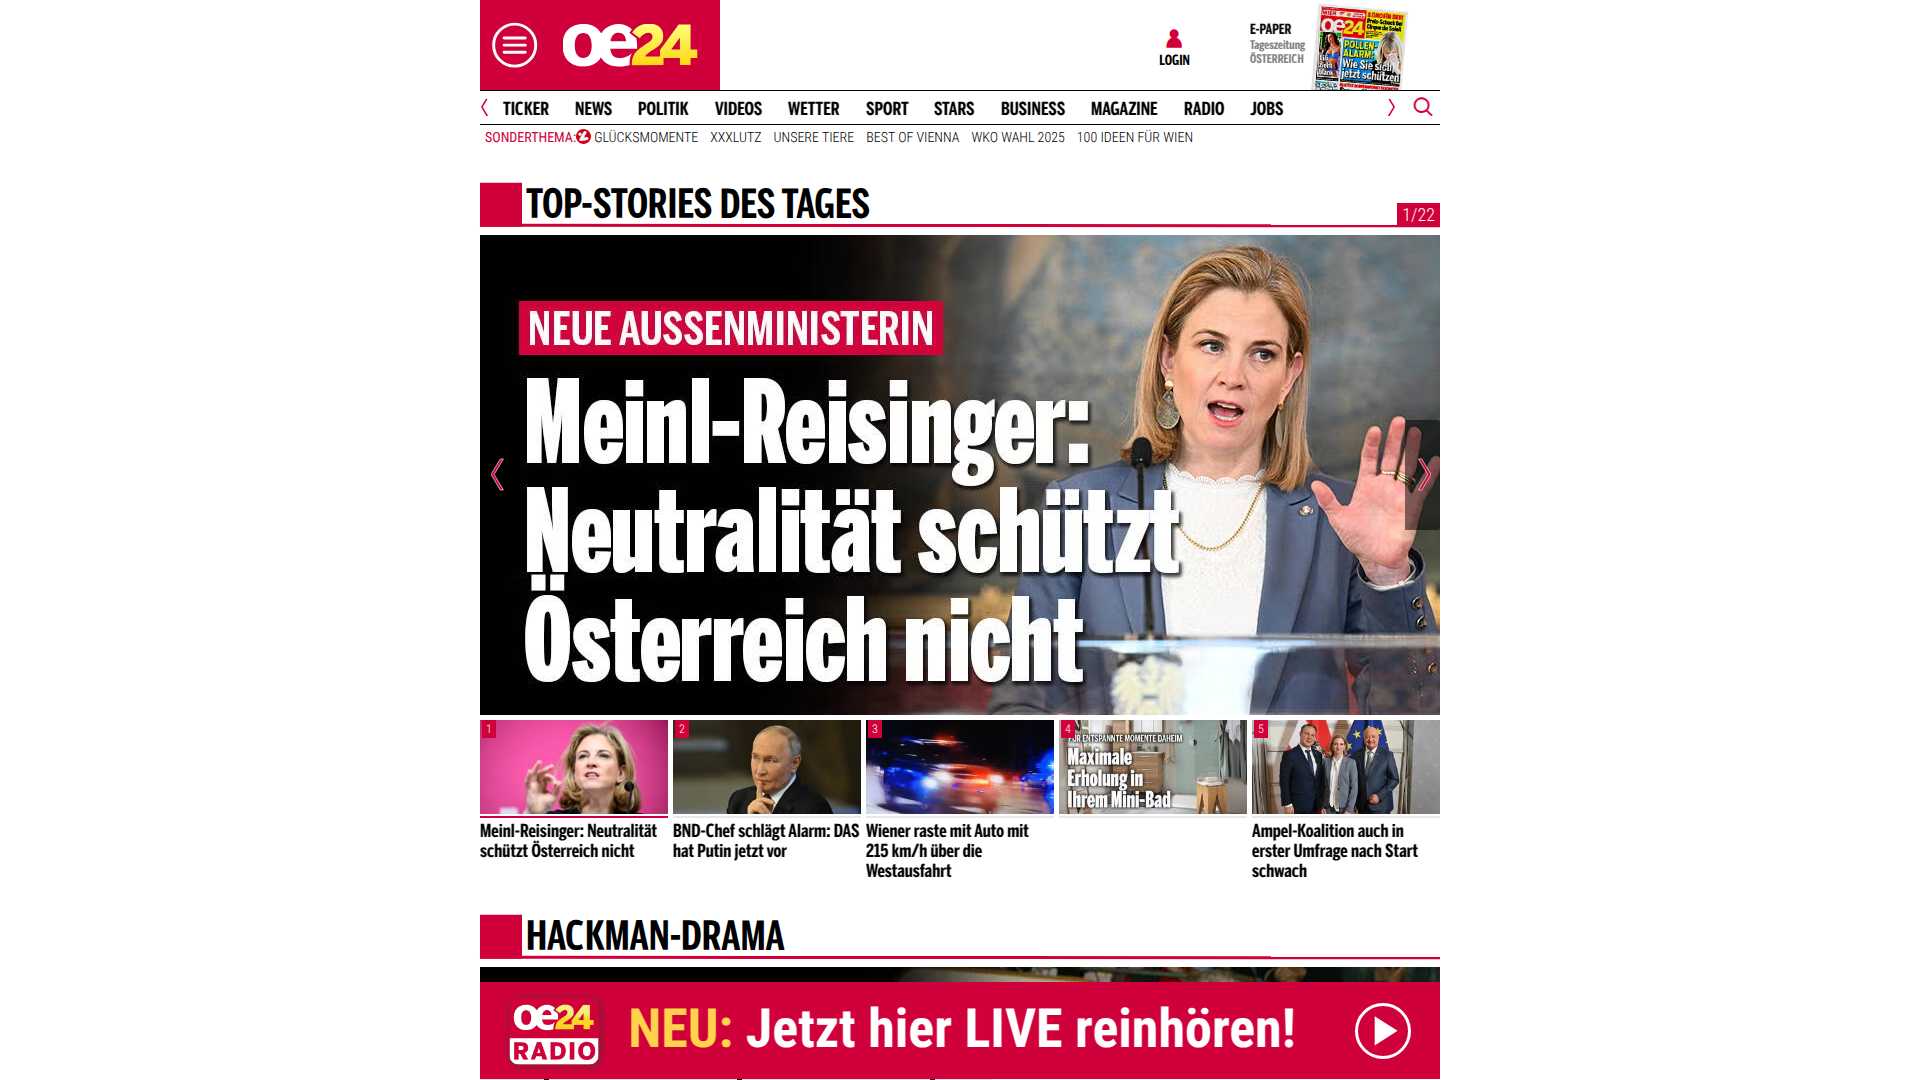 oe24
LOGIN
E-PAPER
Tageszeitung
ÖSTERREICH
oe24
POLLEN-
ALARM:
Wie Sie sich
jetzt schützen
TICKER NEWS POLITIK VIDEOS WETTER SPORT STARS BUSINESS MAGAZINE RADIO JOBS
SONDERTHEMA: GLÜCKSMOMENTE XXXLUTZ UNSERE TIERE BEST OF VIENNA WKO WAHL 2025 100 IDEEN FÜR WIEN
TOP-STORIES DES TAGES
1/22
NEUE AUSSENMINISTERIN
Meinl-Reisinger:
Neutralität schützt
Österreich nicht
1
2
3
4
5
FÜR ENTSPANNTE MOMENTE DAHEIM
Maximale
Erholung in
Ihrem Mini-Bad
Meinl-Reisinger: Neutralität
schützt Österreich nicht
BND-Chef schlägt Alarm: DAS
hat Putin jetzt vor
Wiener raste mit Auto mit
215 km/h über die
Westausfahrt
Ampel-Koalition auch in
erster Umfrage nach Start
schwach
HACKMAN-DRAMA
oe24
RADIO
NEU: Jetzt hier LIVE reinhören!